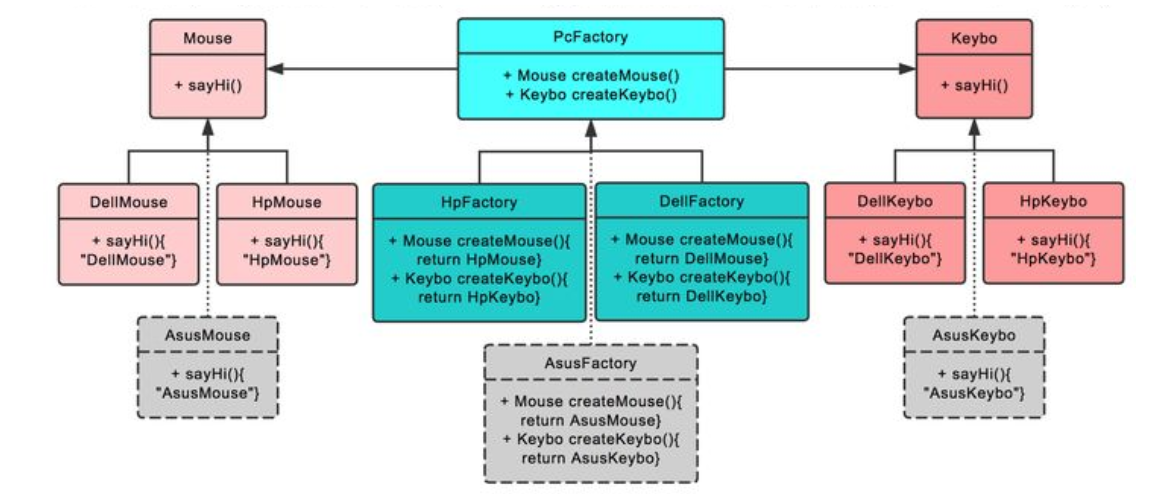 Mouse
+ sayHi()
PcFactory
+ Mouse createMouse()
+ Keybo createKeybo()
Keybo
+ sayHi()
DellMouse
+ sayHi(){
"DellMouse"}
HpMouse
+ sayHi(){
"HpMouse"}
HpFactory
+ Mouse createMouse(){
return HpMouse}
+ Keybo createKeybo(){
return HpKeybo}
DellFactory
+ Mouse createMouse(){
return DellMouse}
+ Keybo createKeybo(){
return DellKeybo}
DellKeybo
+ sayHi(){
"DellKeybo"}
HpKeybo
+ sayHi(){
"HpKeybo"}
AsusMouse
+ sayHi(){
"AsusMouse"}
AsusFactory
+ Mouse createMouse(){
return AsusMouse}
+ Keybo createKeybo(){
return AsusKeybo}
AsusKeybo
+ sayHi(){
"AsusKeybo"}